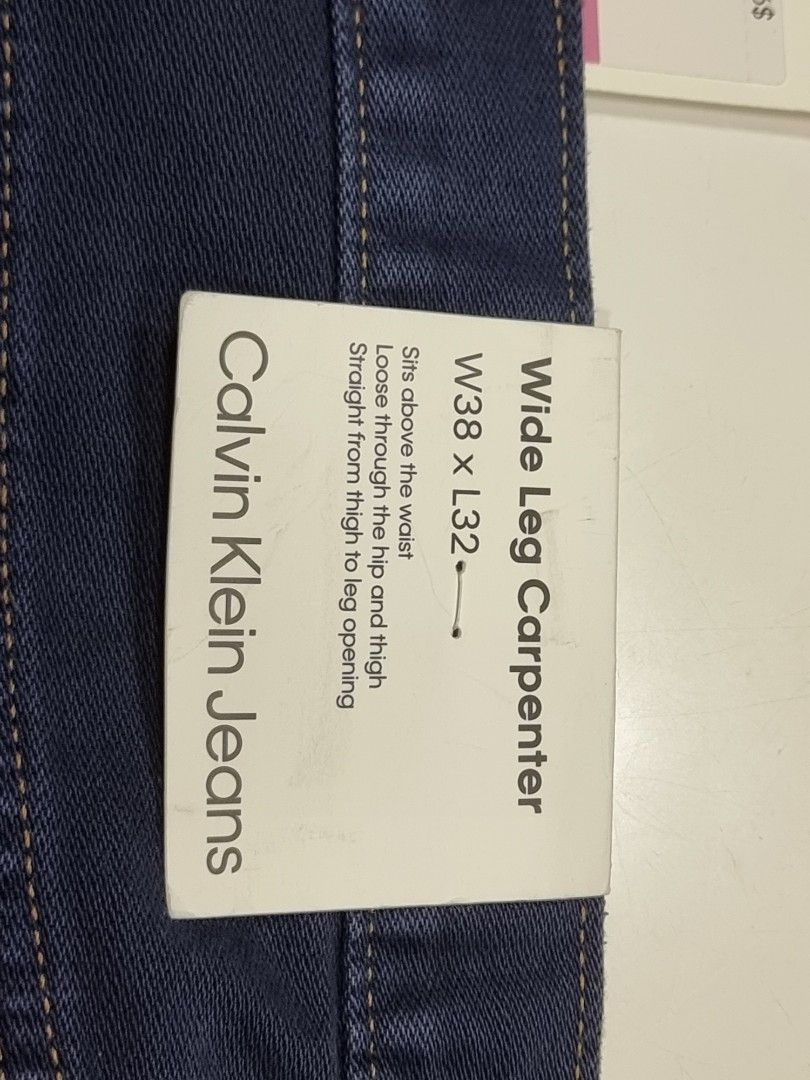 Wide Leg Carpenter
W38 x L32
Sits above the waist
Loose through the hip and thigh
Straight from thigh to leg opening
Calvin Klein Jeans